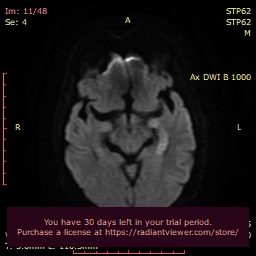 Im: 11/48
Se: 4
A
STP62
STP62
M
Ax DWI B 1000
R
L
You have 30 days left in your trial period.
Purchase a license at https://radiantviewer.com/store/